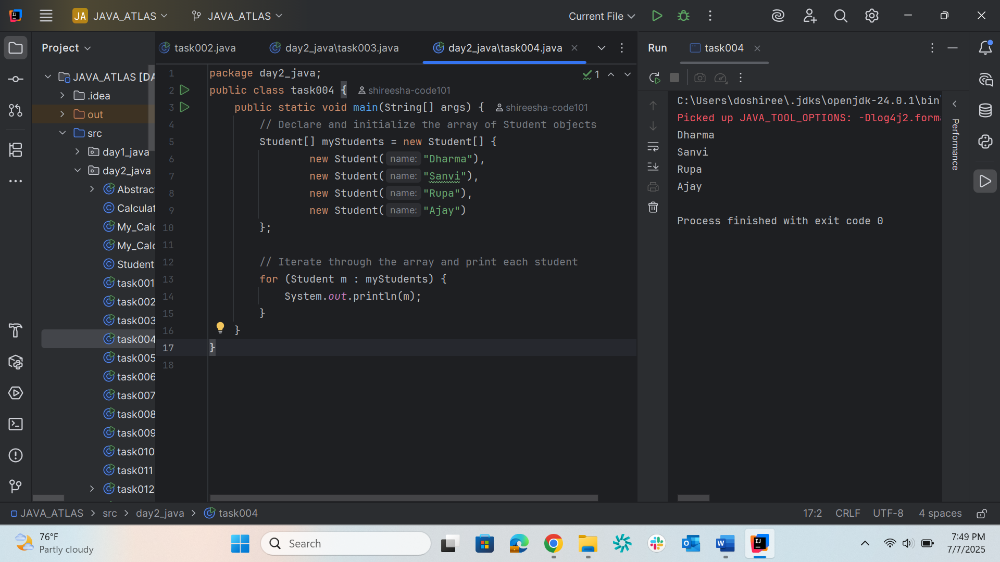 JA JAVA_ATLAS JAVA_ATLAS Current File
Project
task002.java day2_java\task003.java day2_java\task004.java
Run task004
JAVA_ATLAS [DA
.idea
out
src
day1_java
day2_java
Abstrac
Calculat
My_Calc
My_Calc
Student
task001
task002
task003
task004
task005
task006
task007
task008
task009
task010
task011
task012
1 package day2_java;
2 public class task004 { shireesha-code101
3 public static void main(String[] args) { shireesha-code101
4 // Declare and initialize the array of Student objects
5 Student[] myStudents = new Student[] {
6 new Student( name: "Dharma"),
7 new Student( name: "Sanvi"),
8 new Student( name: "Rupa"),
9 new Student( name: "Ajay")
10 };
11
12 // Iterate through the array and print each student
13 for (Student m : myStudents) {
14 System.out.println(m);
15 }
16 }
17 }
18
1
C:\Users\doshiree\.jdks\openjdk-24.0.1\bin\
Picked up JAVA_TOOL_OPTIONS: -Dlog4j2.forma
Dharma
Sanvi
Rupa
Ajay
Process finished with exit code 0
Performance
JAVA_ATLAS > src > day2_java > task004
17:2 CRLF UTF-8 4 spaces
76°F
Partly cloudy
Search
7:49 PM
7/7/2025